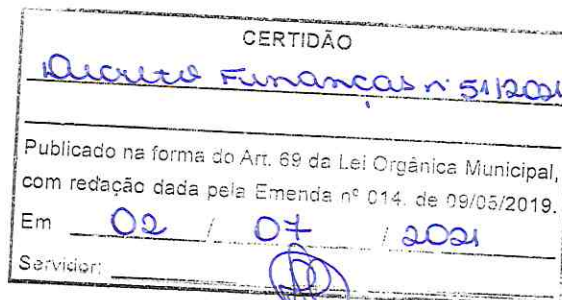 CERTIDÃO
Decreto Finanças nº 51/2021
Publicado na forma do Art. 69 da Lei Orgânica Municipal,
com redação dada pela Emenda nº 014, de 09/05/2019.
Em 02 / 07 / 2021
Servidor: